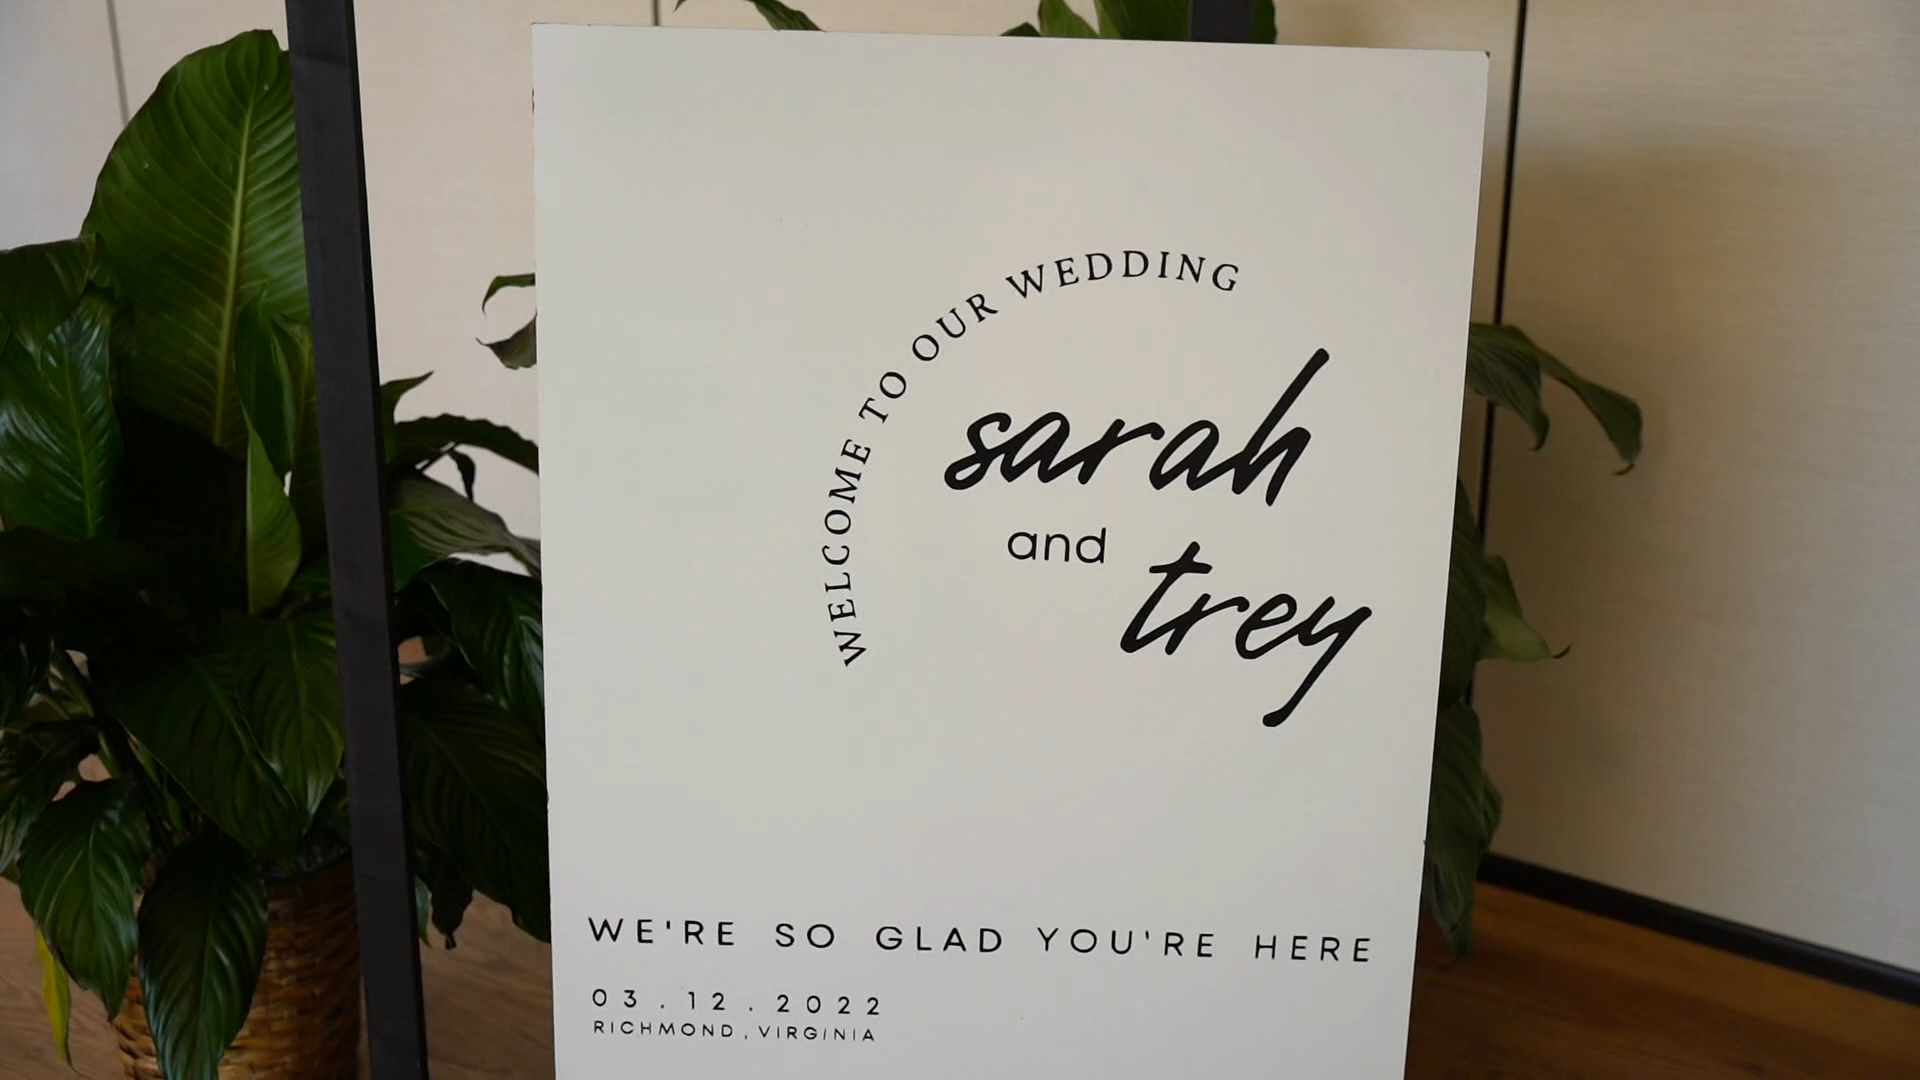 WELCOME TO OUR WEDDING
sarah
and
trey
WE'RE SO GLAD YOU'RE HERE
03.12.2022
RICHMOND, VIRGINIA